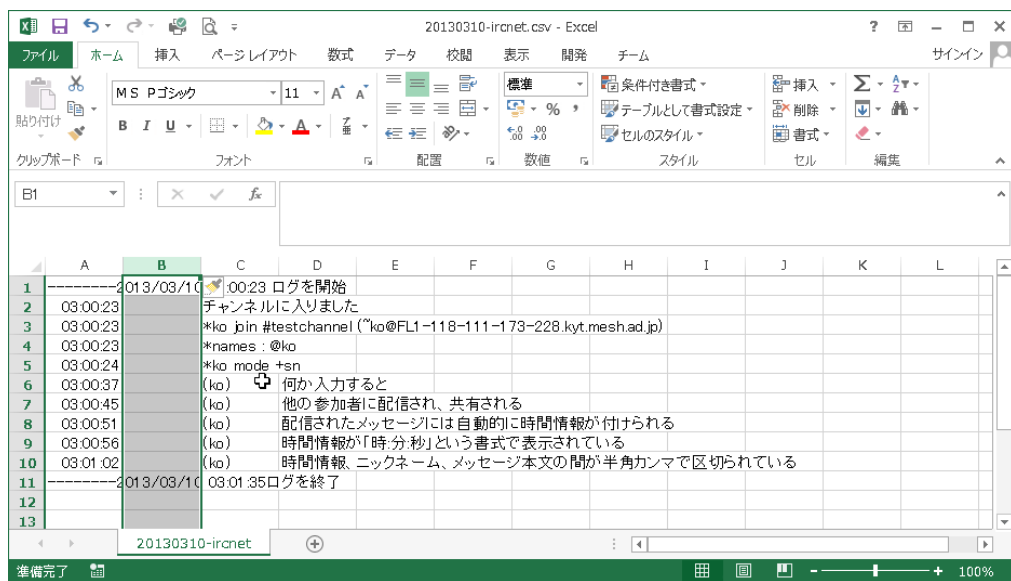 20130310-ircnet.csv - Excel
ファイル ホーム 挿入 ページ レイアウト 数式 データ 校閲 表示 開発 チーム サインイン
貼り付け
MS Pゴシック 11 A A
B I U A 亜
標準
% ,
条件付き書式
テーブルとして書式設定
セルのスタイル
挿入
削除
書式
Σ
クリップボード フォント 配置 数値 スタイル セル 編集
B1 fx
A B C D E F G H I J K L
1 --------2013/03/10 :00:23 ログを開始
2 03:00:23 チャンネルに入りました
3 03:00:23 *ko join #testchannel (~ko@FL1-118-111-173-228.kyt.mesh.ad.jp)
4 03:00:23 *names : @ko
5 03:00:24 *ko mode +sn
6 03:00:37 (ko) 何か入力すると
7 03:00:45 (ko) 他の参加者に配信され、共有される
8 03:00:51 (ko) 配信されたメッセージには自動的に時間情報が付けられる
9 03:00:56 (ko) 時間情報が「時:分:秒」という書式で表示されている
10 03:01:02 (ko) 時間情報、ニックネーム、メッセージ本文の間が半角カンマで区切られている
11 --------2013/03/10 03:01:35ログを終了
12
13
20130310-ircnet
準備完了 100%